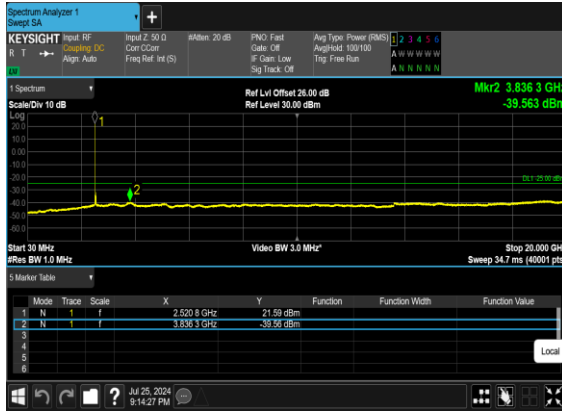 Spectrum Analyzer 1
Swept SA
+
KEYSIGHT
R T
LU
Input: RF
Coupling: DC
Align: Auto
Input Z: 50 Ω
Corr CCorr
Freq Ref: Int (S)
#Atten: 20 dB
PNO: Fast
Gate: Off
IF Gain: Low
Sig Track: Off
Avg Type: Power (RMS)
Avg|Hold: 100/100
Trig: Free Run
1 2 3 4 5 6
A W W W W W
A N N N N N
1 Spectrum
Scale/Div 10 dB
Ref Lvl Offset 26.00 dB
Ref Level 30.00 dBm
Mkr2 3.836 3 GHz
-39.563 dBm
Log
20.0
10.0
0.00
-10.0
-20.0
-30.0
-40.0
-50.0
-60.0
1
2
DL1 -25.00 dBm
Start 30 MHz
#Res BW 1.0 MHz
Video BW 3.0 MHz*
Stop 20.000 GHz
Sweep 34.7 ms (40001 pts)
5 Marker Table
Mode Trace Scale X Y Function Function Width Function Value
1 N 1 f 2.520 8 GHz 21.59 dBm
2 N 1 f 3.836 3 GHz -39.56 dBm
3
4
5
6
Local
?
Jul 25, 2024
9:14:27 PM